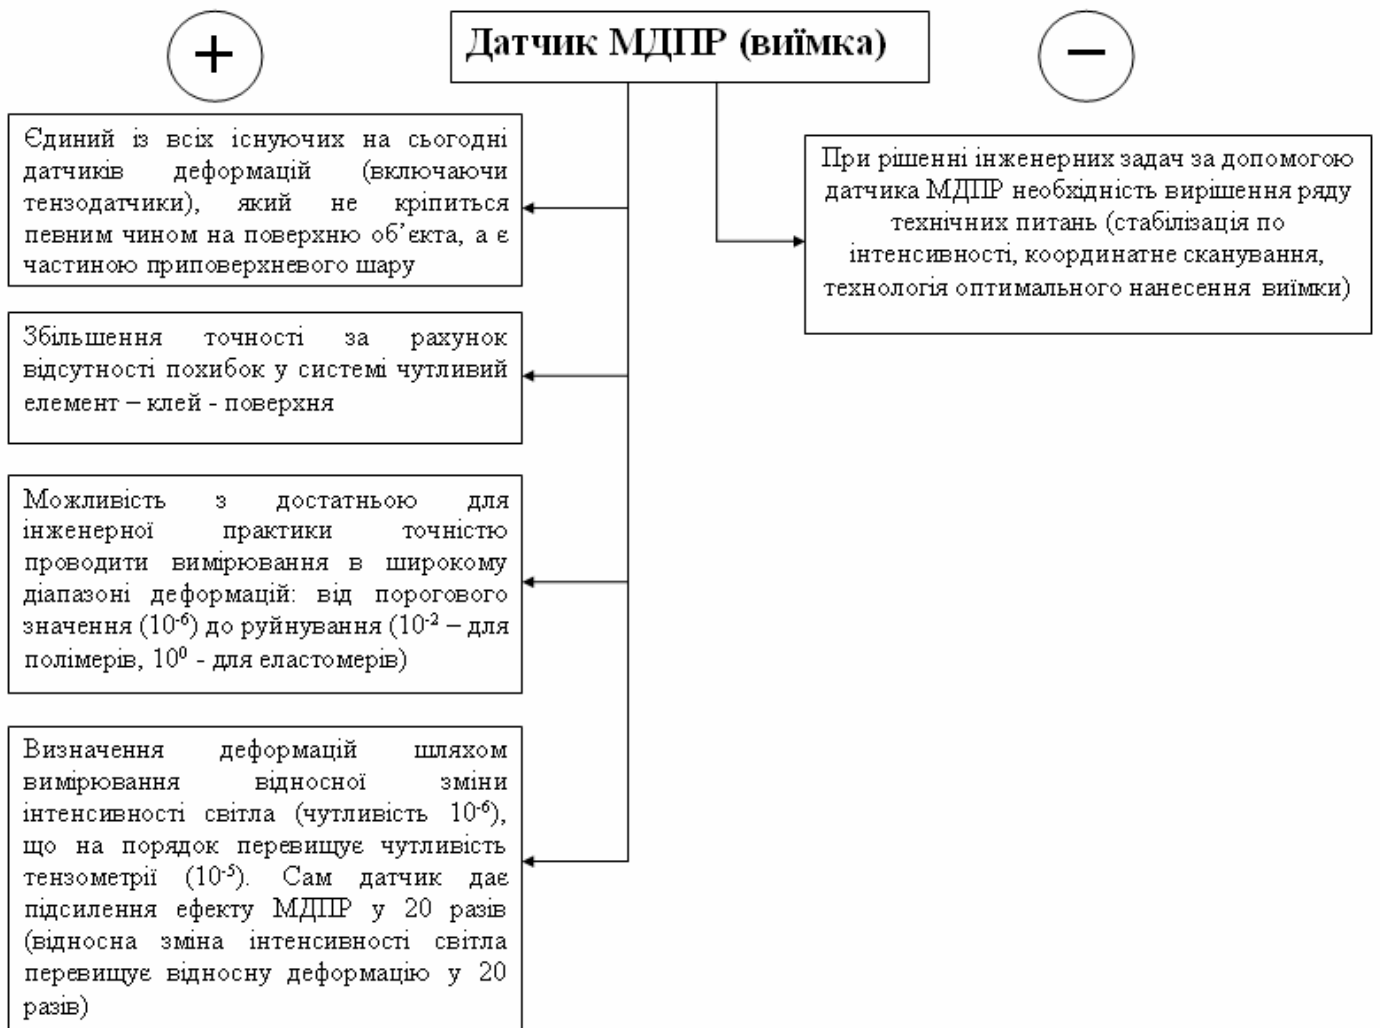 +
Датчик МДПР (виїмка)
−
Єдиний із всіх існуючих на сьогодні
датчиків деформацій (включаючи
тензодатчики), який не кріпиться
певним чином на поверхню об’єкта, а є
частиною приповерхневого шару
Збільшення точності за рахунок
відсутності похибок у системі чутливий
елемент – клей - поверхня
Можливість з достатньою для
інженерної практики точністю
проводити вимірювання в широкому
діапазоні деформацій: від порогового
значення (10⁻⁶) до руйнування (10⁻² – для
полімерів, 10⁰ - для еластомерів)
Визначення деформацій шляхом
вимірювання відносної зміни
інтенсивності світла (чутливість 10⁻⁶),
що на порядок перевищує чутливість
тензометрії (10⁻⁵). Сам датчик дає
підсилення ефекту МДПР у 20 разів
(відносна зміна інтенсивності світла
перевищує відносну деформацію у 20
разів)
При рішенні інженерних задач за допомогою
датчика МДПР необхідність вирішення ряду
технічних питань (стабілізація по
інтенсивності, координатне сканування,
технологія оптимального нанесення виїмки)